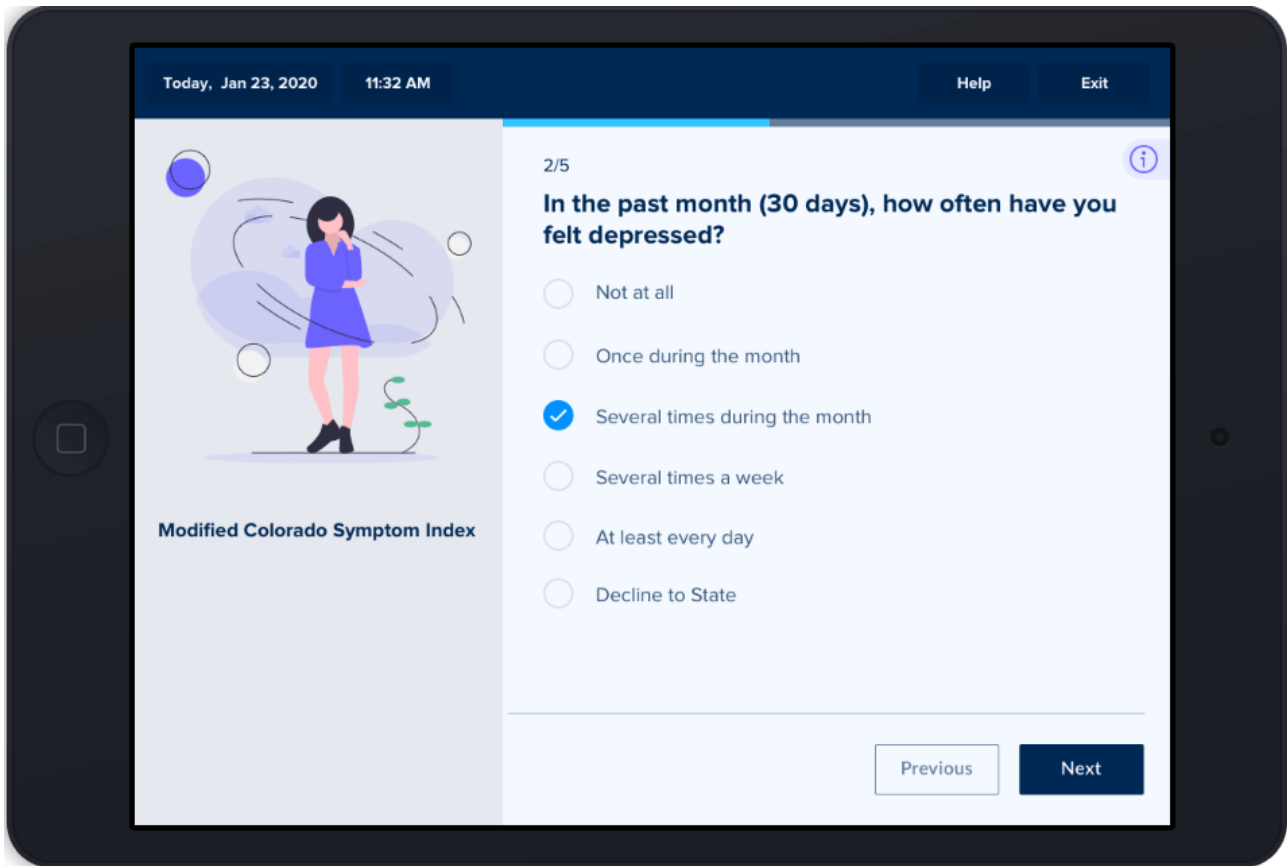 Today, Jan 23, 2020
11:32 AM
Help
Exit
2/5
In the past month (30 days), how often have you
felt depressed?
Not at all
Once during the month
Several times during the month
Several times a week
At least every day
Decline to State
Modified Colorado Symptom Index
Previous
Next